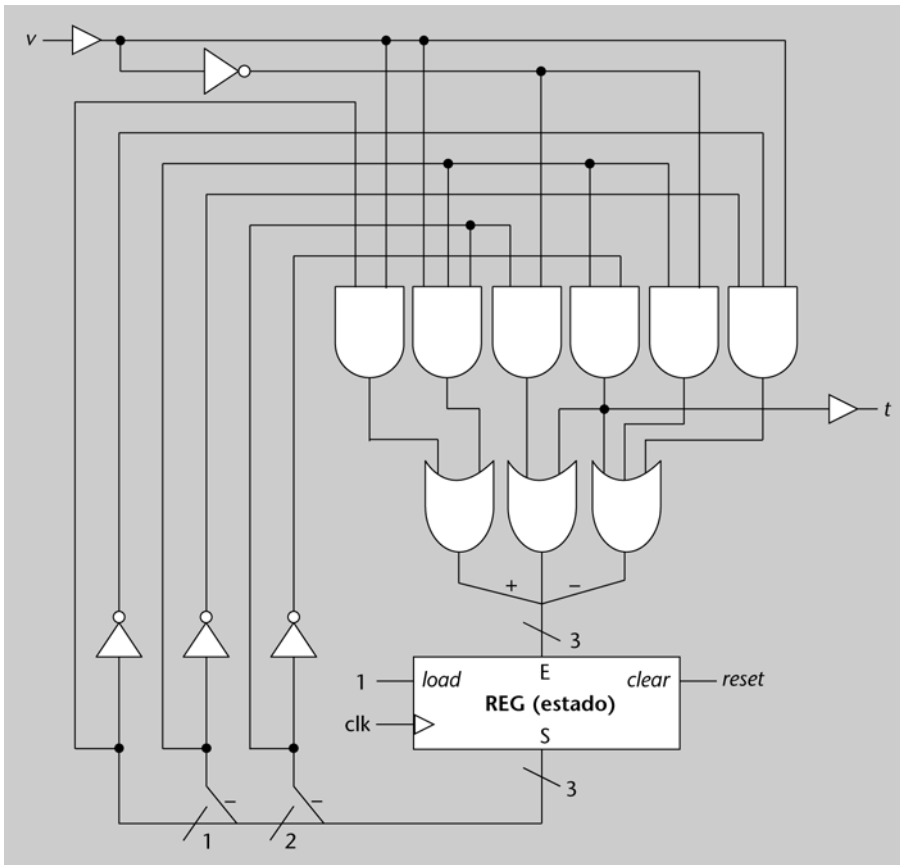 v
t
+ −
3
1 load E clear reset
REG (estado)
clk
S
3
− −
1 2